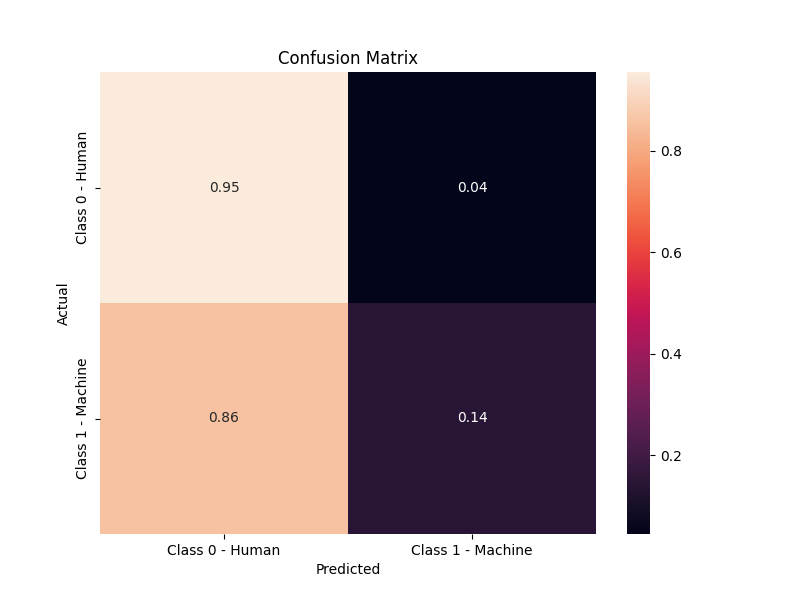 Confusion Matrix
Class 0 - Human
0.95
0.04
0.8
0.6
Actual
0.4
Class 1 - Machine
0.86
0.14
0.2
Class 0 - Human
Class 1 - Machine
Predicted